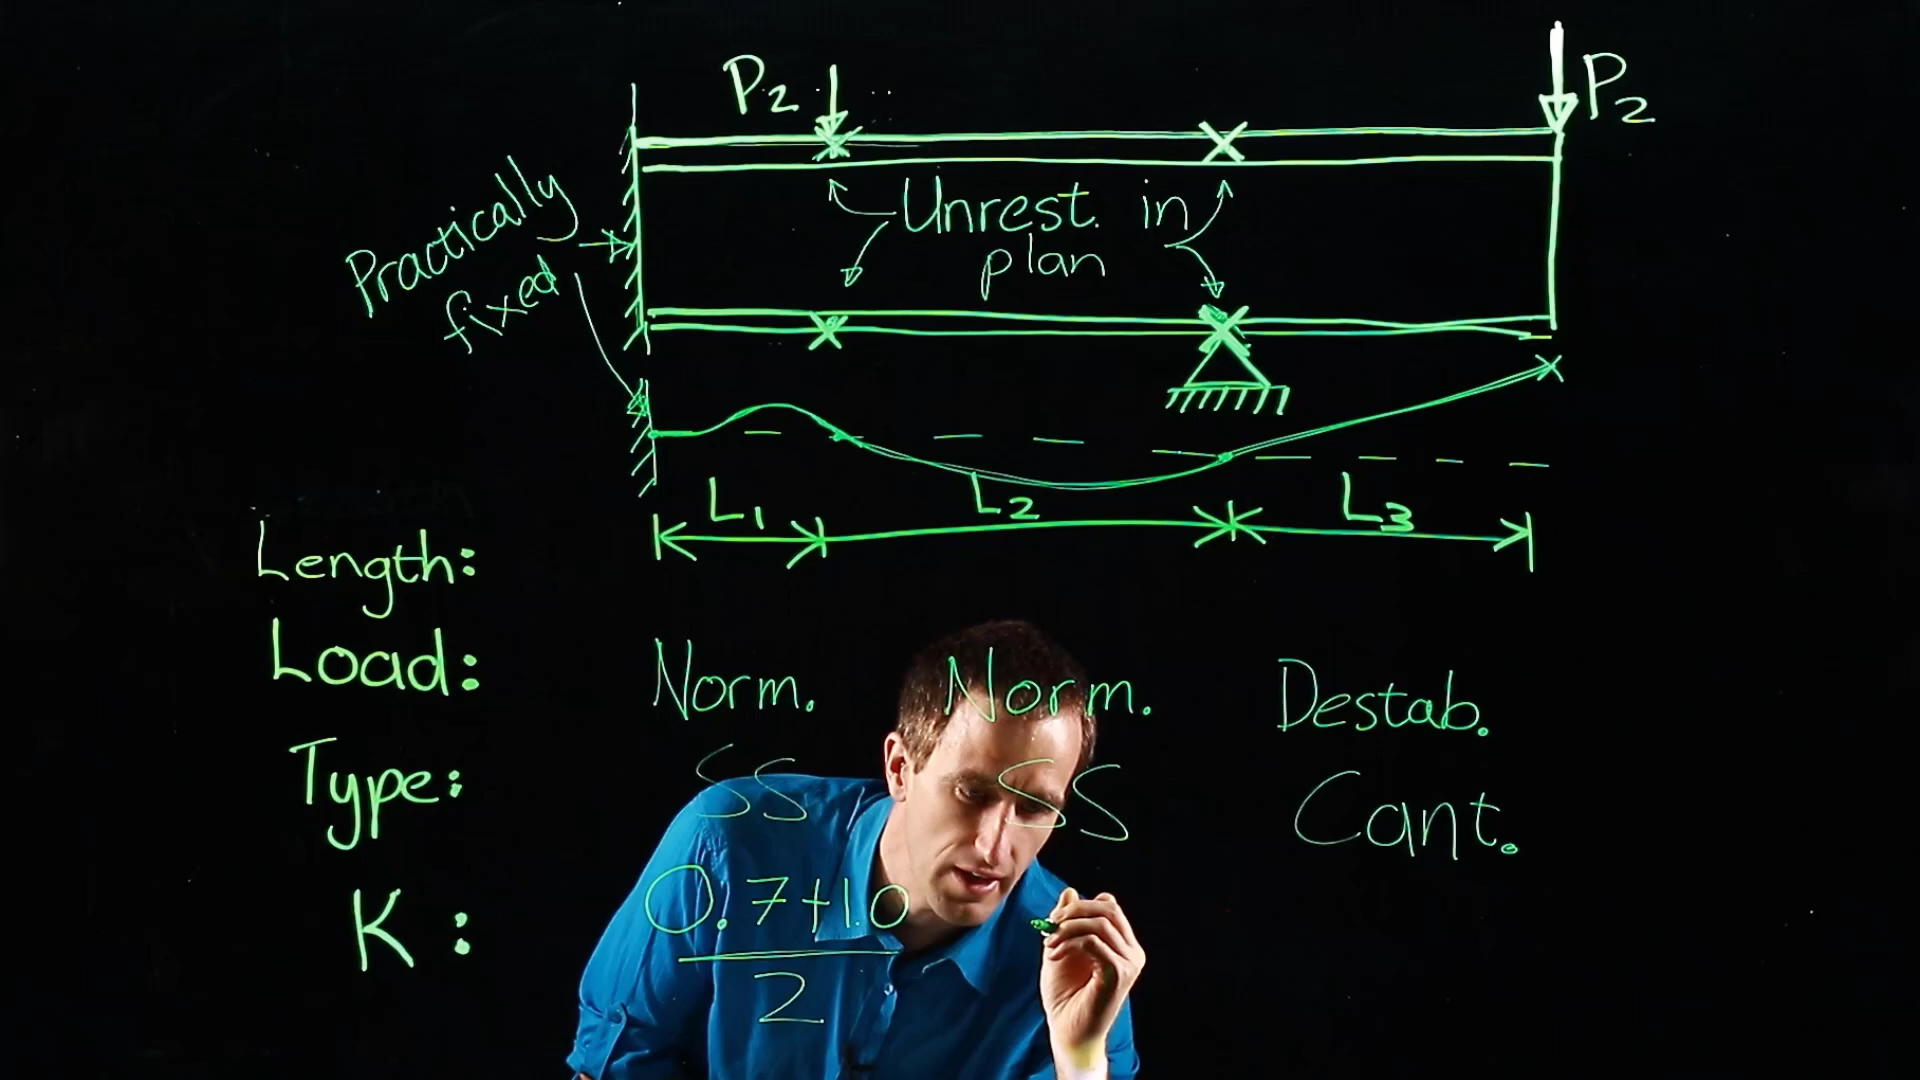 P2
P2
Practically
fixed
Unrest. in
plan
L1
L2
L3
Length:
Load: Norm. Norm. Destab.
Type: SS SS Cant.
K: 0.7+1.0
2